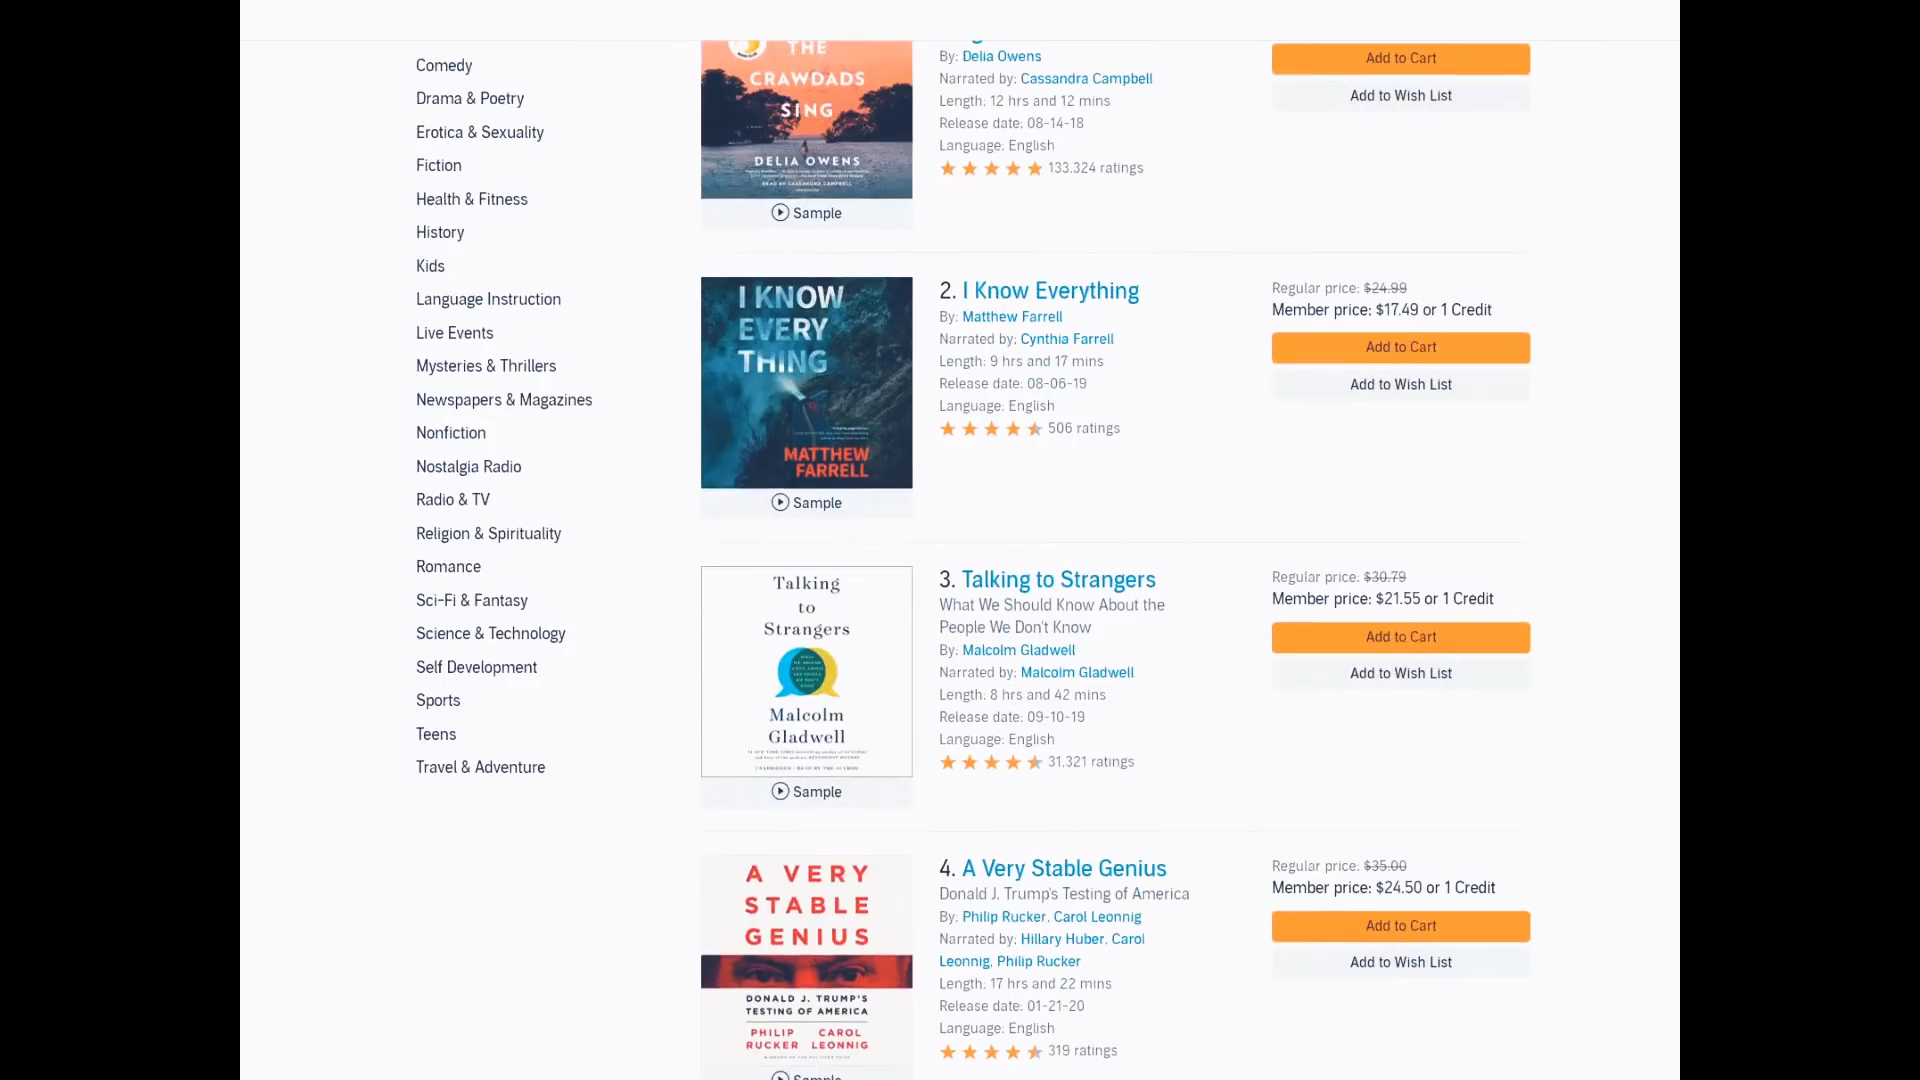 Comedy
Drama & Poetry
Erotica & Sexuality
Fiction
Health & Fitness
History
Kids
Language Instruction
Live Events
Mysteries & Thrillers
Newspapers & Magazines
Nonfiction
Nostalgia Radio
Radio & TV
Religion & Spirituality
Romance
Sci-Fi & Fantasy
Science & Technology
Self Development
Sports
Teens
Travel & Adventure
THE
CRAWDADS
SING
DELIA OWENS
READ BY CASSANDRA CAMPBELL
Sample
By: Delia Owens
Narrated by: Cassandra Campbell
Length: 12 hrs and 12 mins
Release date: 08-14-18
Language: English
133,324 ratings
Add to Cart
Add to Wish List
I KNOW
EVERY
THING
MATTHEW
FARRELL
Sample
2. I Know Everything
By: Matthew Farrell
Narrated by: Cynthia Farrell
Length: 9 hrs and 17 mins
Release date: 08-06-19
Language: English
506 ratings
Regular price: $24.99
Member price: $17.49 or 1 Credit
Add to Cart
Add to Wish List
Talking
to
Strangers
Malcolm
Gladwell
Sample
3. Talking to Strangers
What We Should Know About the
People We Don't Know
By: Malcolm Gladwell
Narrated by: Malcolm Gladwell
Length: 8 hrs and 42 mins
Release date: 09-10-19
Language: English
31,321 ratings
Regular price: $30.79
Member price: $21.55 or 1 Credit
Add to Cart
Add to Wish List
A VERY
STABLE
GENIUS
DONALD J. TRUMP'S
TESTING OF AMERICA
PHILIP CAROL
RUCKER LEONNIG
Sample
4. A Very Stable Genius
Donald J. Trump's Testing of America
By: Philip Rucker, Carol Leonnig
Narrated by: Hillary Huber, Carol
Leonnig, Philip Rucker
Length: 17 hrs and 22 mins
Release date: 01-21-20
Language: English
319 ratings
Regular price: $35.00
Member price: $24.50 or 1 Credit
Add to Cart
Add to Wish List